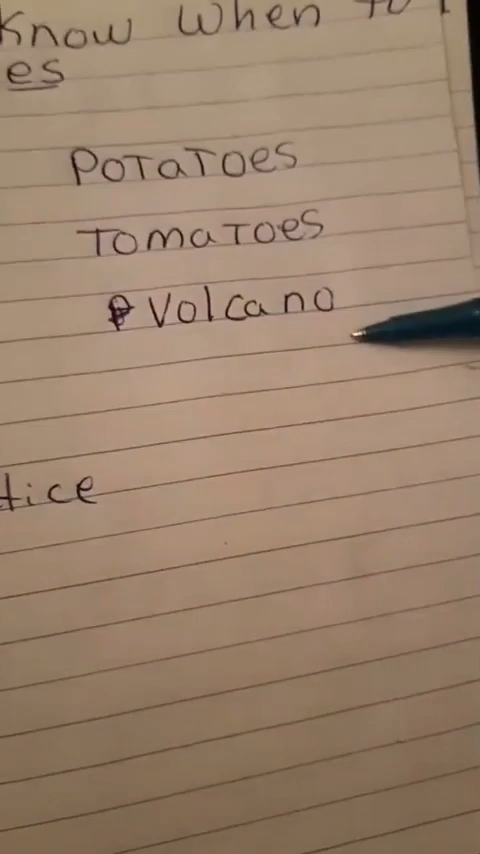 Know When To
es
POTaToes
Tomatoes
Volcano
tice